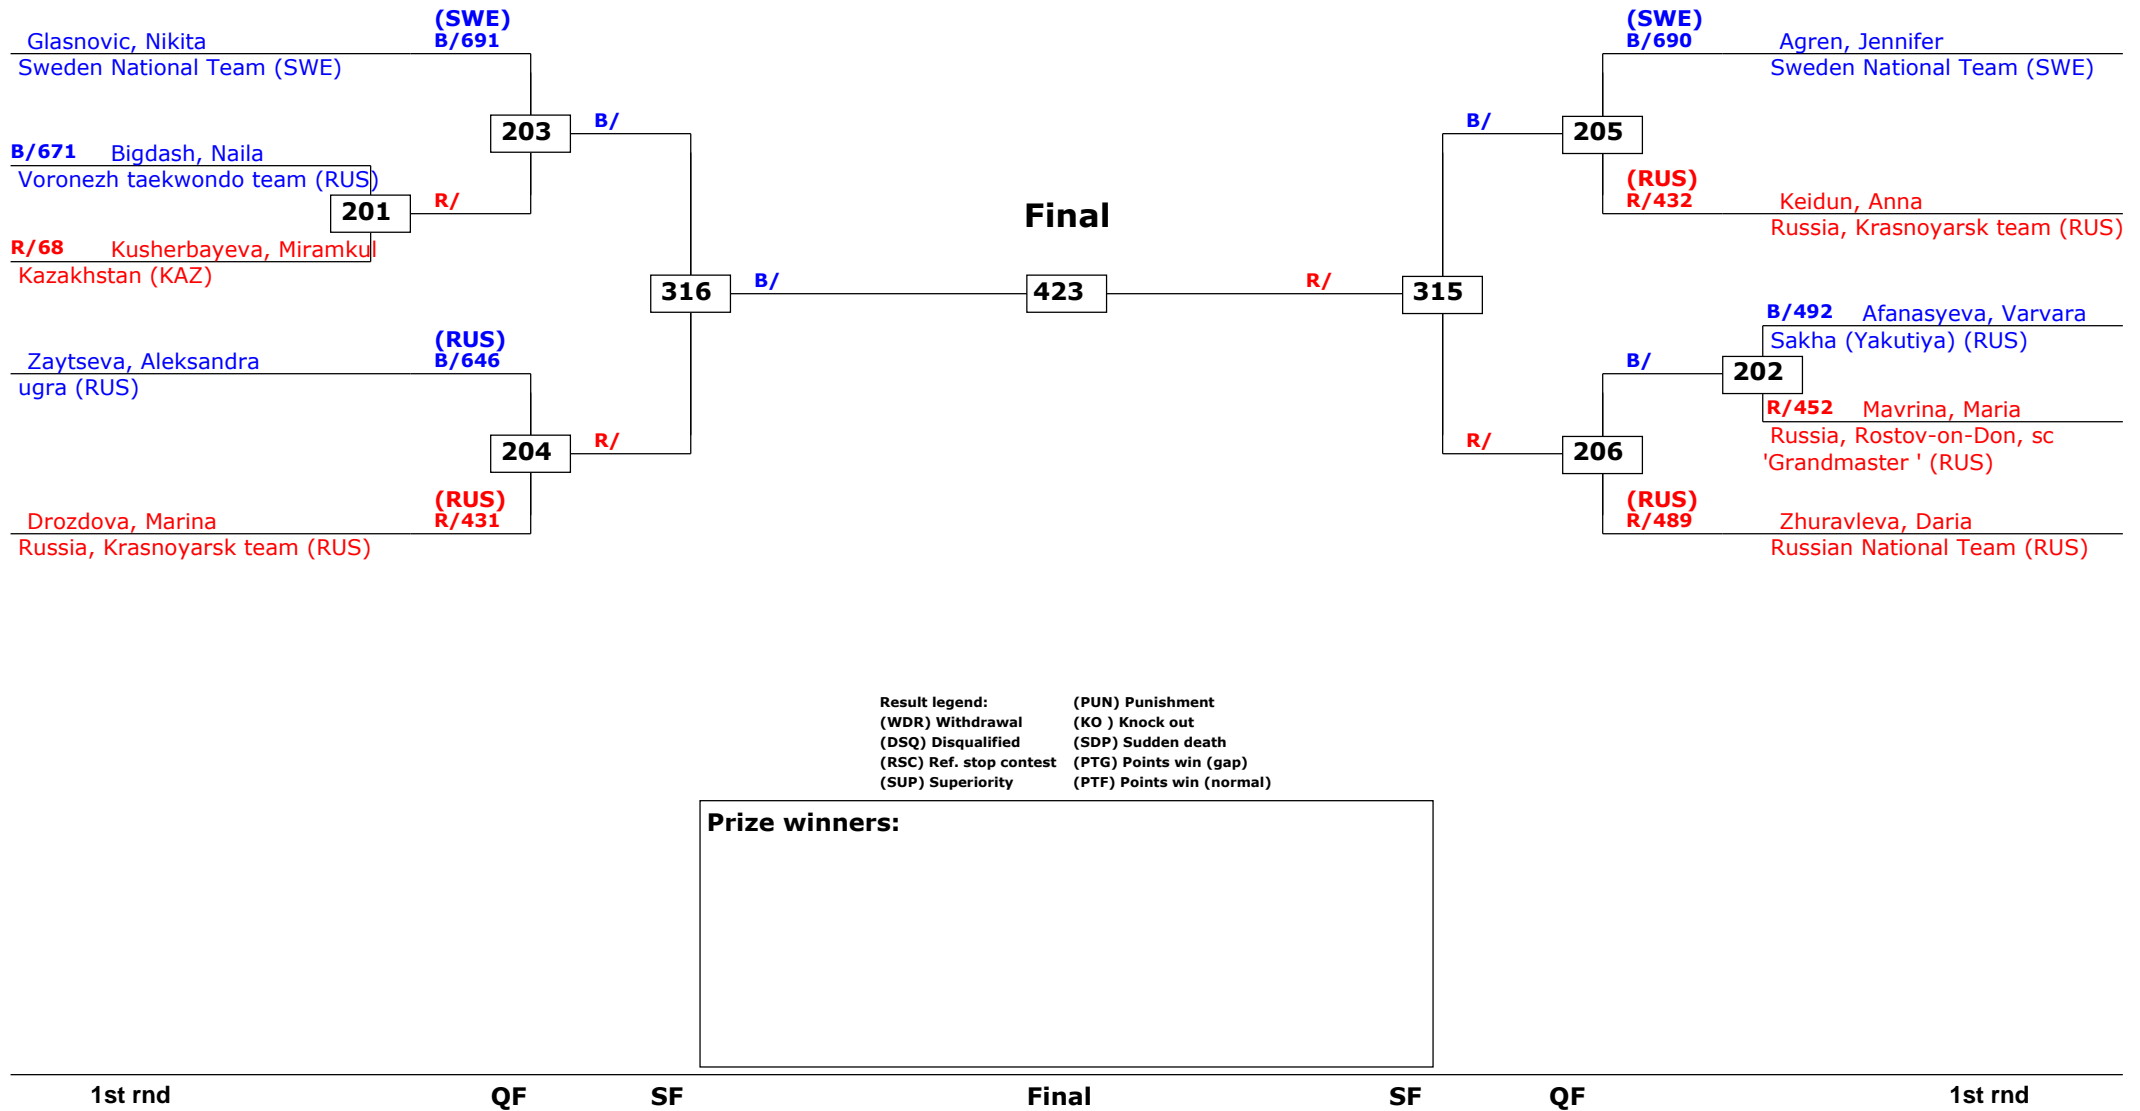 (SWE)
Glasnovic, Nikita B/691
Sweden National Team (SWE)
203
B/
B/671 Bigdash, Naila
Voronezh taekwondo team (RUS)
201
R/
R/68 Kusherbayeva, Miramkul
Kazakhstan (KAZ)
316
B/
(RUS)
Zaytseva, Aleksandra B/646
ugra (RUS)
204
R/
(RUS)
Drozdova, Marina R/431
Russia, Krasnoyarsk team (RUS)
Final
423
(SWE)
B/690 Agren, Jennifer
Sweden National Team (SWE)
B/
205
(RUS)
R/432 Keidun, Anna
Russia, Krasnoyarsk team (RUS)
R/
315
B/492 Afanasyeva, Varvara
Sakha (Yakutiya) (RUS)
B/
202
R/452 Mavrina, Maria
Russia, Rostov-on-Don, sc
'Grandmaster ' (RUS)
R/
206
(RUS)
R/489 Zhuravleva, Daria
Russian National Team (RUS)
Result legend: (PUN) Punishment
(WDR) Withdrawal (KO ) Knock out
(DSQ) Disqualified (SDP) Sudden death
(RSC) Ref. stop contest (PTG) Points win (gap)
(SUP) Superiority (PTF) Points win (normal)
Prize winners:
1st rnd QF SF Final SF QF 1st rnd